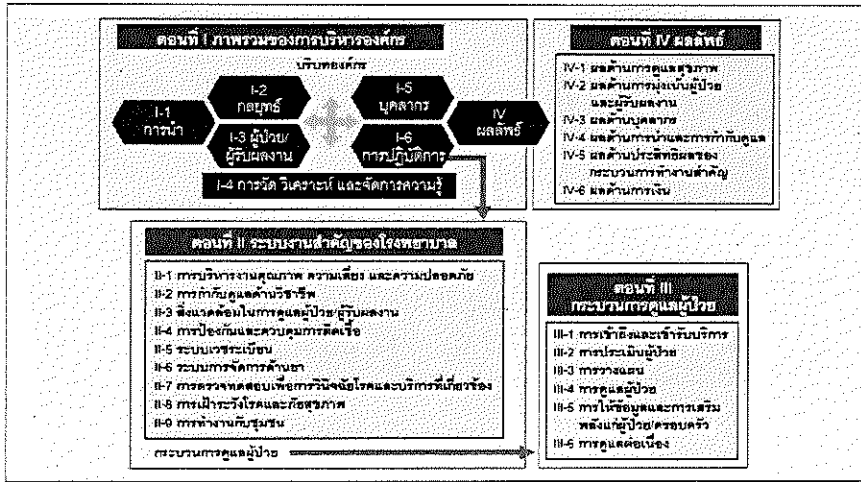 ตอนที่ I ภาพรวมของการบริหารองค์กร
บริบทองค์กร
I-1
การนำ
I-2
กลยุทธ์
I-3 ผู้ป่วย/
ผู้รับผลงาน
I-5
บุคลากร
I-6
การปฏิบัติการ
IV
ผลลัพธ์
I-4 การวัด วิเคราะห์ และจัดการความรู้
ตอนที่ IV ผลลัพธ์
IV-1 ผลด้านการดูแลสุขภาพ
IV-2 ผลด้านการมุ่งเน้นผู้ป่วย
และผู้รับผลงาน
IV-3 ผลด้านบุคลากร
IV-4 ผลด้านการนำและการกำกับดูแล
IV-5 ผลด้านประสิทธิผลของ
กระบวนการทำงานสำคัญ
IV-6 ผลด้านการเงิน
ตอนที่ II ระบบงานสำคัญของโรงพยาบาล
II-1 การบริหารงานคุณภาพ ความเสี่ยง และความปลอดภัย
II-2 การกำกับดูแลด้านวิชาชีพ
II-3 สิ่งแวดล้อมในการดูแลผู้ป่วย/ผู้รับผลงาน
II-4 การป้องกันและควบคุมการติดเชื้อ
II-5 ระบบเวชระเบียน
II-6 ระบบการจัดการด้านยา
II-7 การตรวจทดสอบเพื่อการวินิจฉัยโรคและบริการที่เกี่ยวข้อง
II-8 การเฝ้าระวังโรคและภัยสุขภาพ
II-9 การทำงานกับชุมชน
กระบวนการดูแลผู้ป่วย
ตอนที่ III
กระบวนการดูแลผู้ป่วย
III-1 การเข้าถึงและเข้ารับบริการ
III-2 การประเมินผู้ป่วย
III-3 การวางแผน
III-4 การดูแลผู้ป่วย
III-5 การให้ข้อมูลและการเสริม
พลังแก่ผู้ป่วย/ครอบครัว
III-6 การดูแลต่อเนื่อง